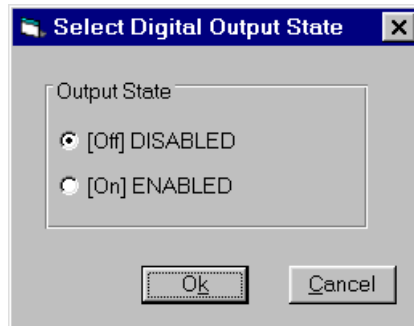 Select Digital Output State
Output State
[Off] DISABLED
[On] ENABLED
Ok
Cancel